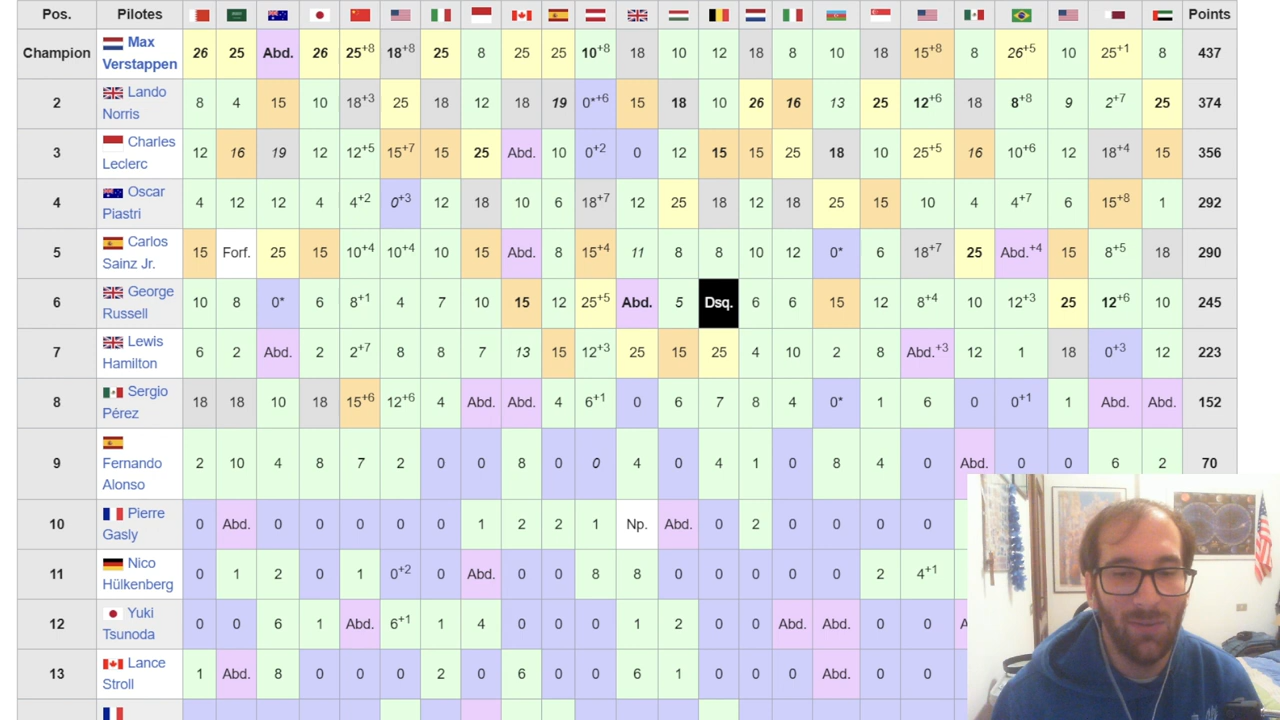 Pos. Pilotes Points
Champion Max Verstappen 26 25 Abd. 26 25+8 18+8 25 8 25 25 10+8 18 10 12 18 8 10 18 15+8 8 26+5 10 25+1 8 437
2 Lando Norris 8 4 15 10 18+3 25 18 12 18 19 0*+6 15 18 10 26 16 13 25 12+6 18 8+8 9 2+7 25 374
3 Charles Leclerc 12 16 19 12 12+5 15+7 15 25 Abd. 10 0+2 0 12 15 15 25 18 10 25+5 16 10+6 12 18+4 15 356
4 Oscar Piastri 4 12 12 4 4+2 0+3 12 18 10 6 18+7 12 25 18 12 18 25 15 10 4 4+7 6 15+8 1 292
5 Carlos Sainz Jr. 15 Forf. 25 15 10+4 10+4 10 15 Abd. 8 15+4 11 8 8 10 12 0* 6 18+7 25 Abd.+4 15 8+5 18 290
6 George Russell 10 8 0* 6 8+1 4 7 10 15 12 25+5 Abd. 5 Dsq. 6 6 15 12 8+4 10 12+3 25 12+6 10 245
7 Lewis Hamilton 6 2 Abd. 2 2+7 8 8 7 13 15 12+3 25 15 25 4 10 2 8 Abd.+3 12 1 18 0+3 12 223
8 Sergio Pérez 18 18 10 18 15+6 12+6 4 Abd. Abd. 4 6+1 0 6 7 8 4 0* 1 6 0 0+1 1 Abd. Abd. 152
9 Fernando Alonso 2 10 4 8 7 2 0 0 8 0 0 4 0 4 1 0 8 4 0 Abd. 0 0 6 2 70
10 Pierre Gasly 0 Abd. 0 0 0 0 0 1 2 2 1 Np. Abd. 0 2 0 0 0 0
11 Nico Hülkenberg 0 1 2 0 1 0+2 0 Abd. 0 0 8 8 0 0 0 0 0 2 4+1
12 Yuki Tsunoda 0 0 6 1 Abd. 6+1 1 4 0 0 0 1 2 0 0 Abd. Abd. 0 0
13 Lance Stroll 1 Abd. 8 0 0 0 2 0 6 0 0 6 1 0 0 0 Abd. 0 0